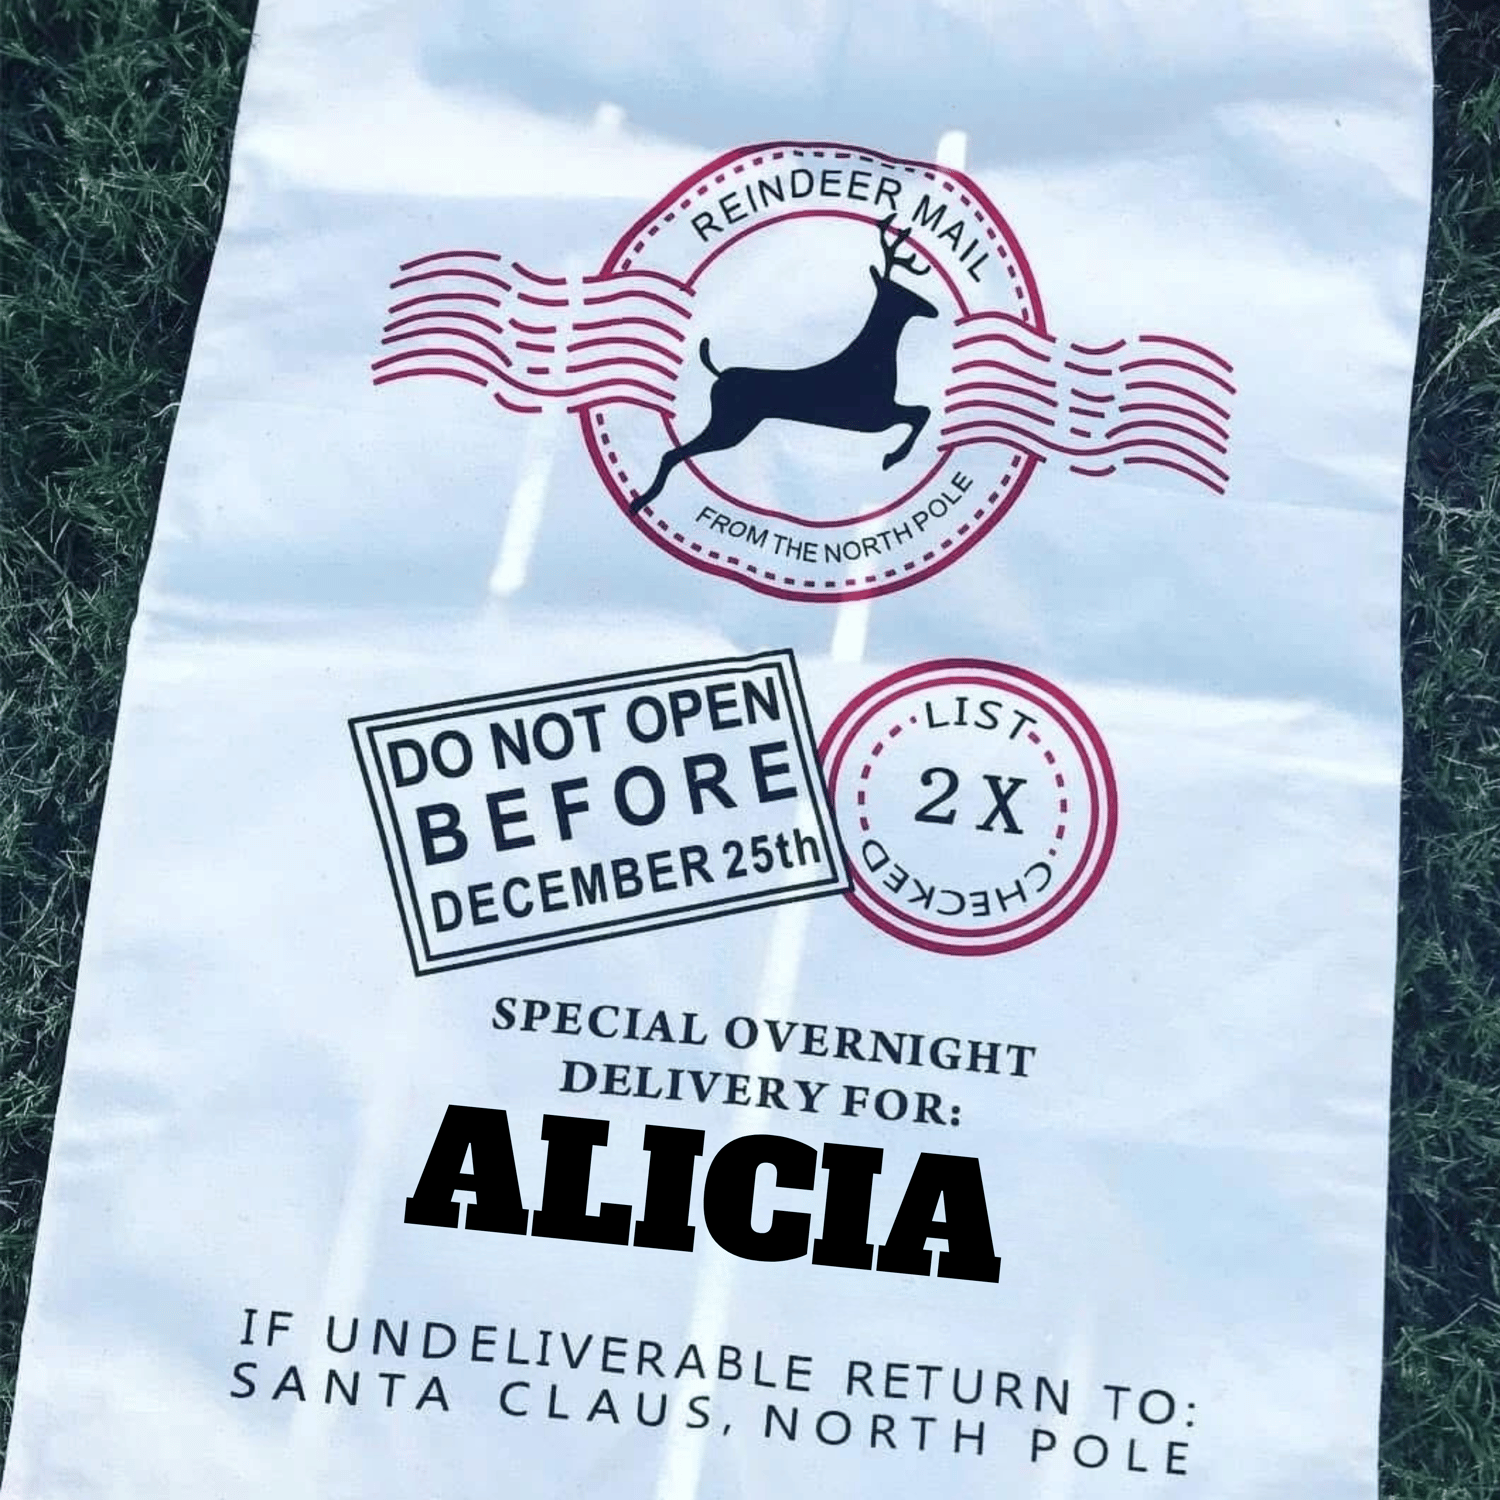 REINDEER MAIL
FROM THE NORTH POLE
DO NOT OPEN
BEFORE
DECEMBER 25th
LIST
2 X
CHECKED
SPECIAL OVERNIGHT
DELIVERY FOR:
ALICIA
IF UNDELIVERABLE RETURN TO:
SANTA CLAUS, NORTH POLE